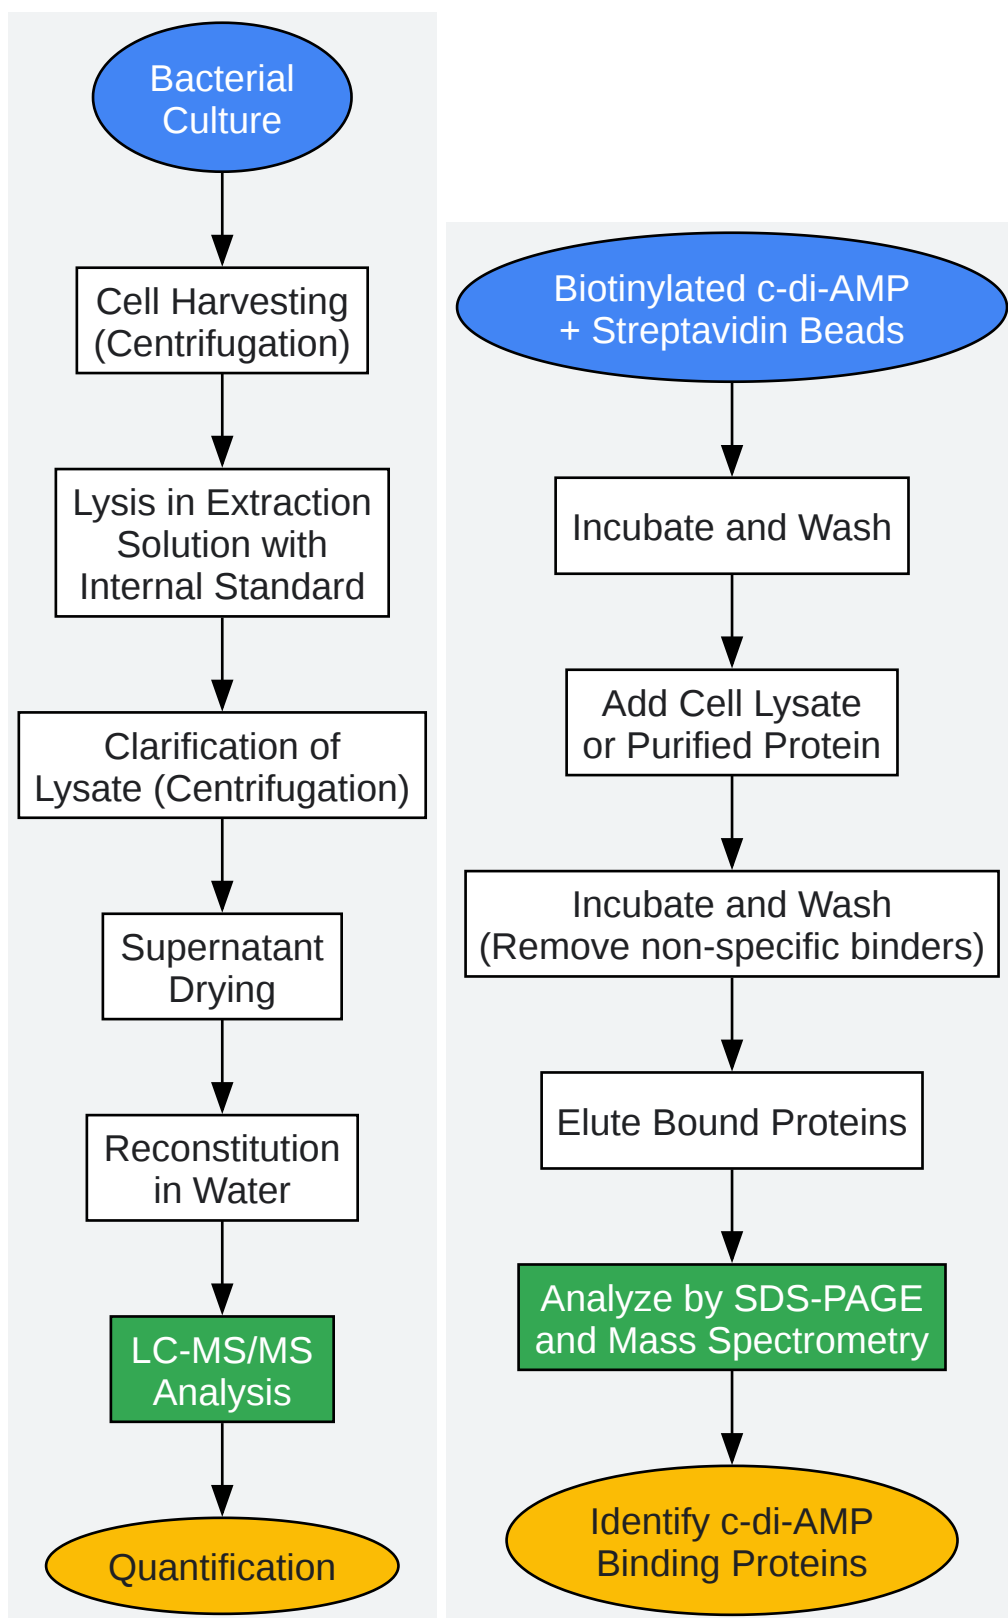 Bacterial
Culture
Cell Harvesting
(Centrifugation)
Lysis in Extraction
Solution with
Internal Standard
Clarification of
Lysate (Centrifugation)
Supernatant
Drying
Reconstitution
in Water
LC-MS/MS
Analysis
Quantification
Biotinylated c-di-AMP
+ Streptavidin Beads
Incubate and Wash
Add Cell Lysate
or Purified Protein
Incubate and Wash
(Remove non-specific binders)
Elute Bound Proteins
Analyze by SDS-PAGE
and Mass Spectrometry
Identify c-di-AMP
Binding Proteins